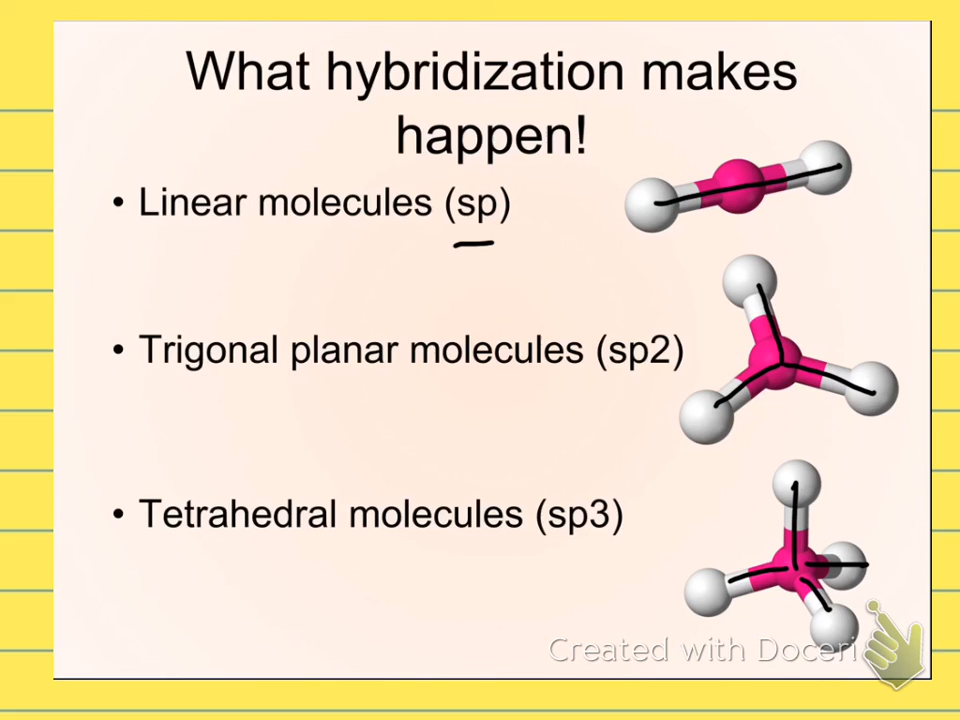 What hybridization makes
happen!
• Linear molecules (sp)
• Trigonal planar molecules (sp2)
• Tetrahedral molecules (sp3)
Created with Doceri